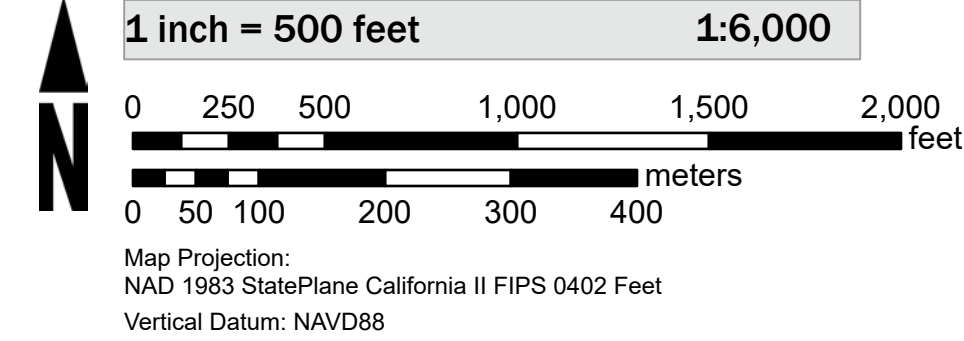 1 inch = 500 feet 1:6,000
N
0 250 500 1,000 1,500 2,000
feet
meters
0 50 100 200 300 400
Map Projection:
NAD 1983 StatePlane California II FIPS 0402 Feet
Vertical Datum: NAVD88